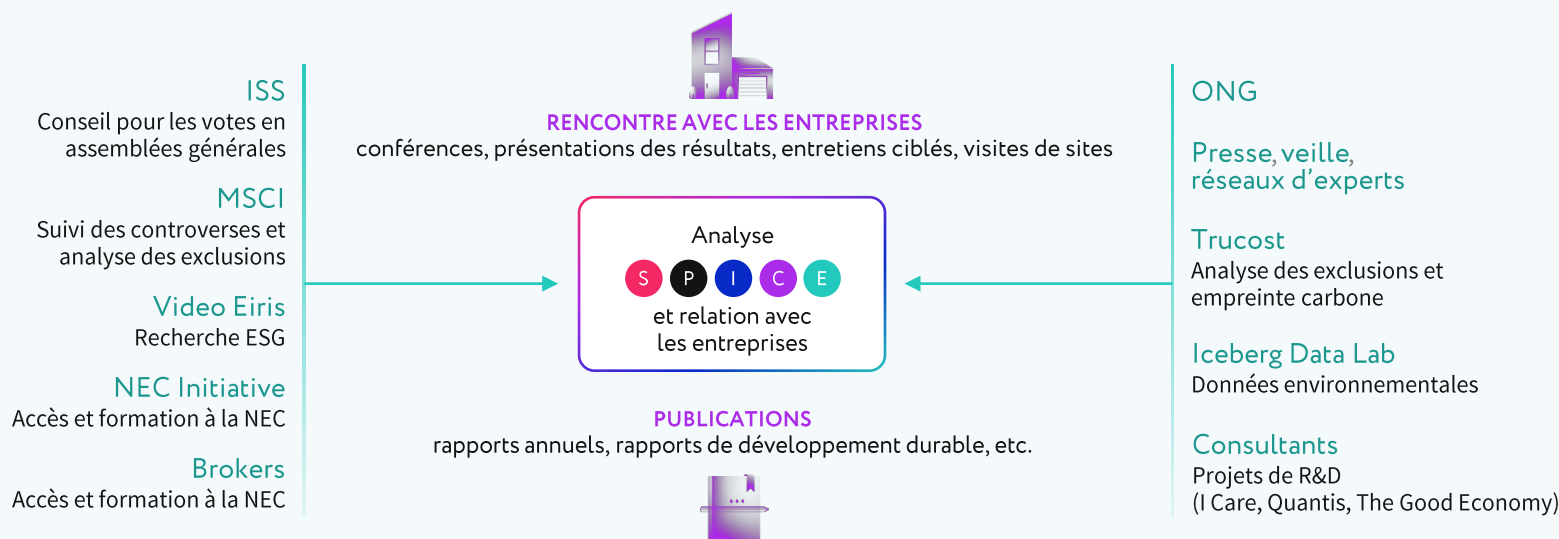 ISS
Conseil pour les votes en
assemblées générales
MSCI
Suivi des controverses et
analyse des exclusions
Video Eiris
Recherche ESG
NEC Initiative
Accès et formation à la NEC
Brokers
Accès et formation à la NEC
RENCONTRE AVEC LES ENTREPRISES
conférences, présentations des résultats, entretiens ciblés, visites de sites
Analyse
S P I C E
et relation avec
les entreprises
PUBLICATIONS
rapports annuels, rapports de développement durable, etc.
ONG
Presse, veille,
réseaux d’experts
Trucost
Analyse des exclusions et
empreinte carbone
Iceberg Data Lab
Données environnementales
Consultants
Projets de R&D
(I Care, Quantis, The Good Economy)